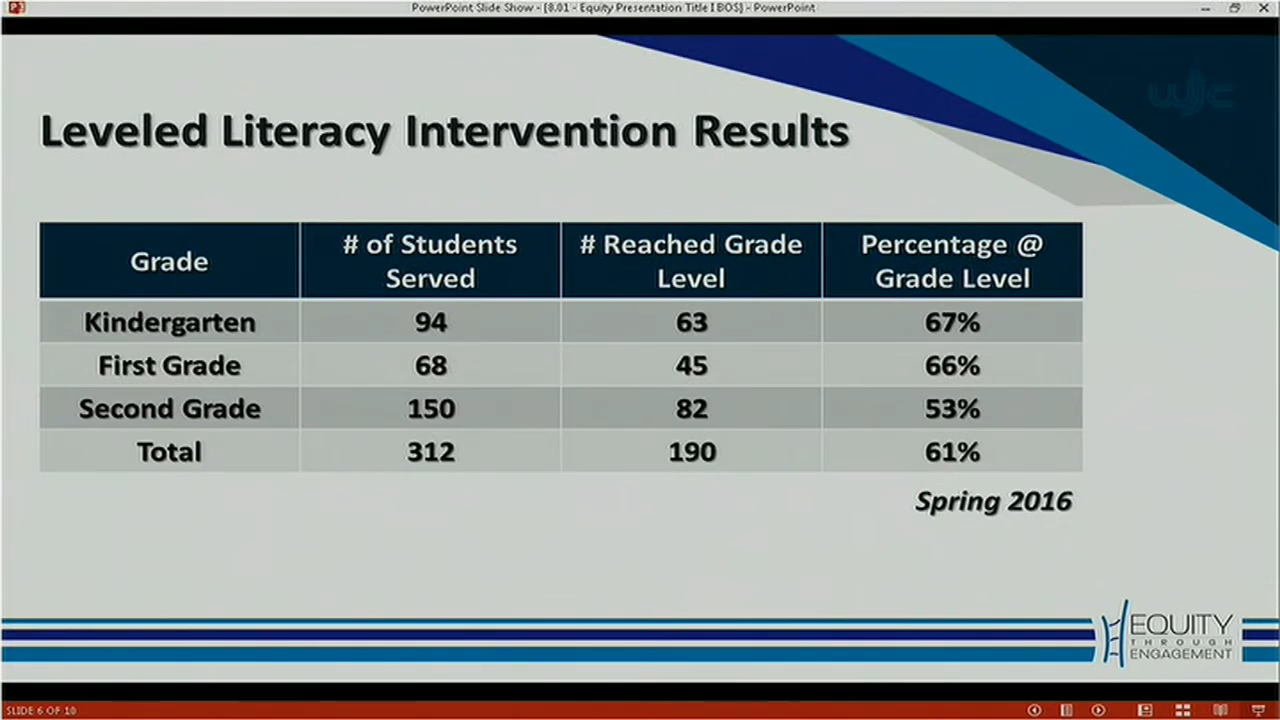 PowerPoint Slide Show - [8.01 - Equity Presentation Title I BOS] - PowerPoint
wjcc
Leveled Literacy Intervention Results
Grade
# of Students Served
# Reached Grade Level
Percentage @ Grade Level
Kindergarten 94 63 67%
First Grade 68 45 66%
Second Grade 150 82 53%
Total 312 190 61%
Spring 2016
EQUITY
THROUGH
ENGAGEMENT
SLIDE 6 OF 10